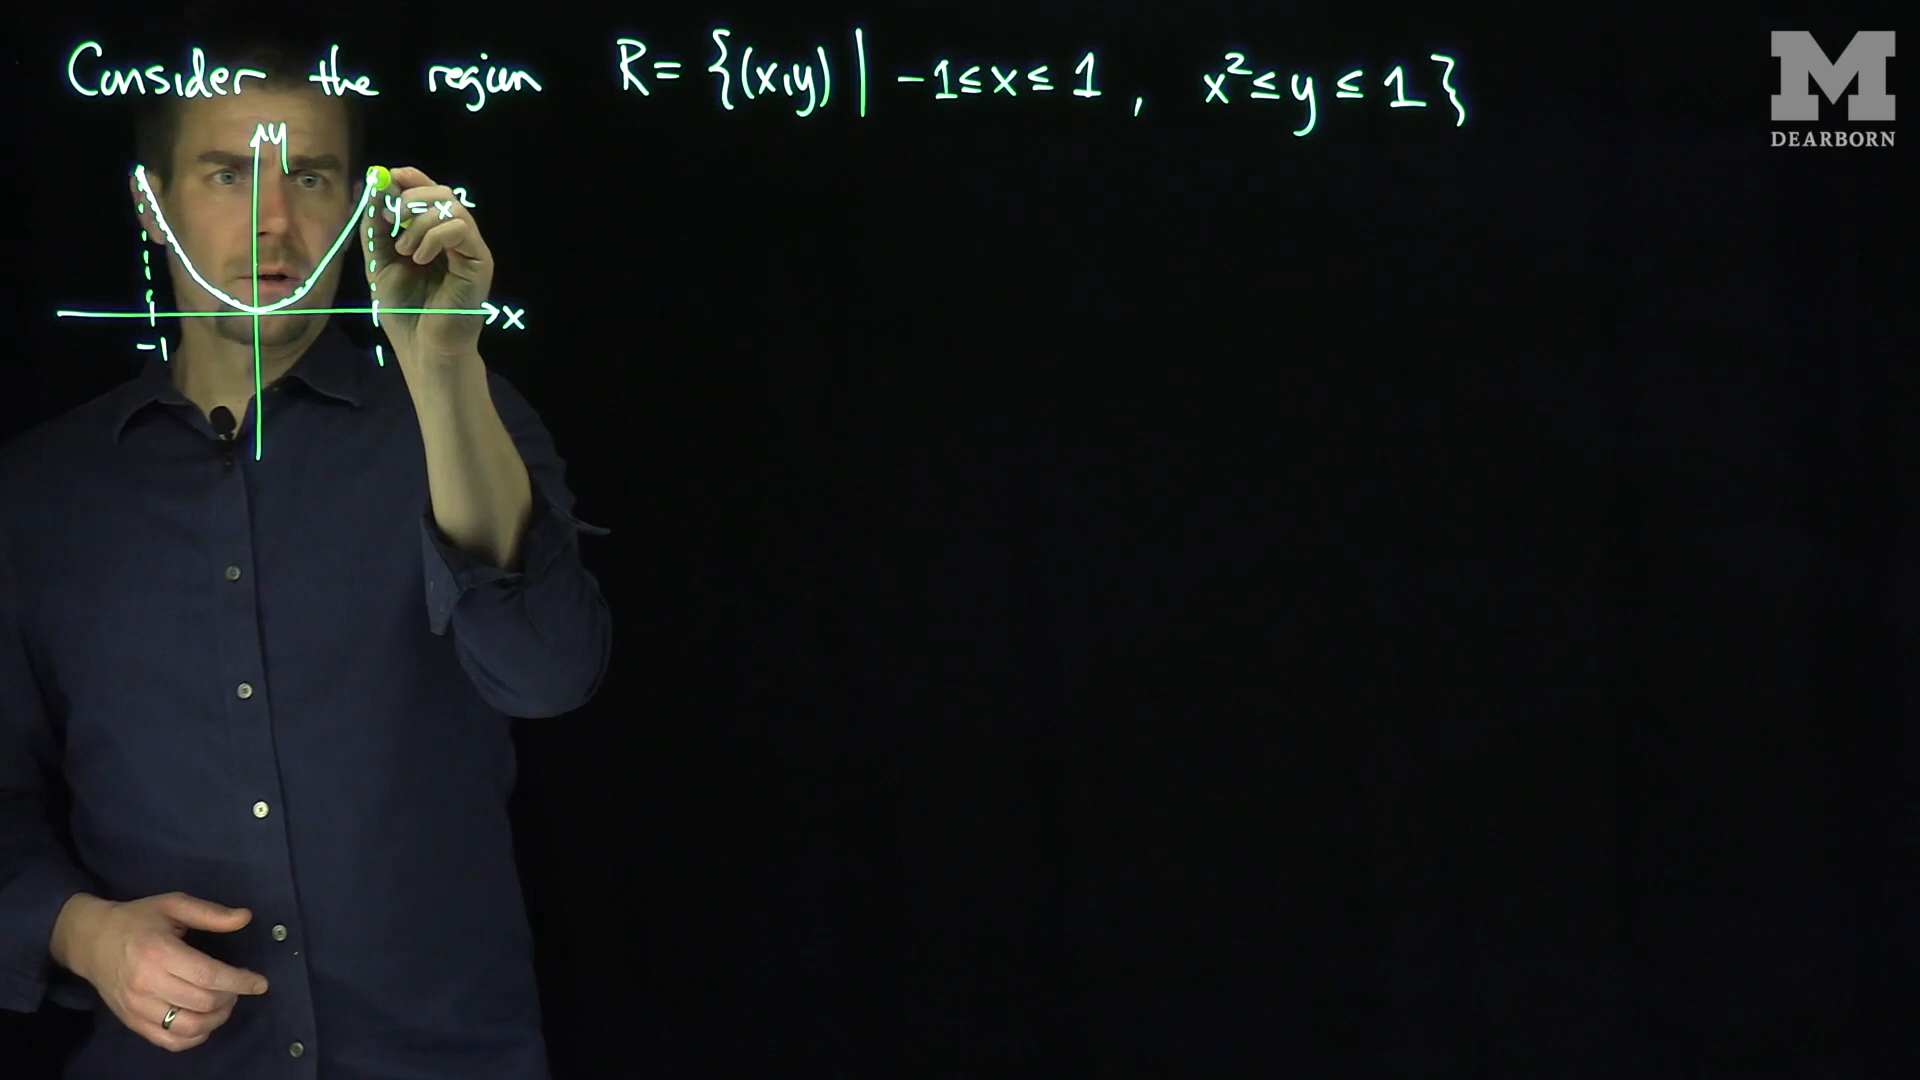 Consider the region R = {(x,y) | -1 ≤ x ≤ 1 , x² ≤ y ≤ 1}
M
DEARBORN
y
y = x²
x
-1
1